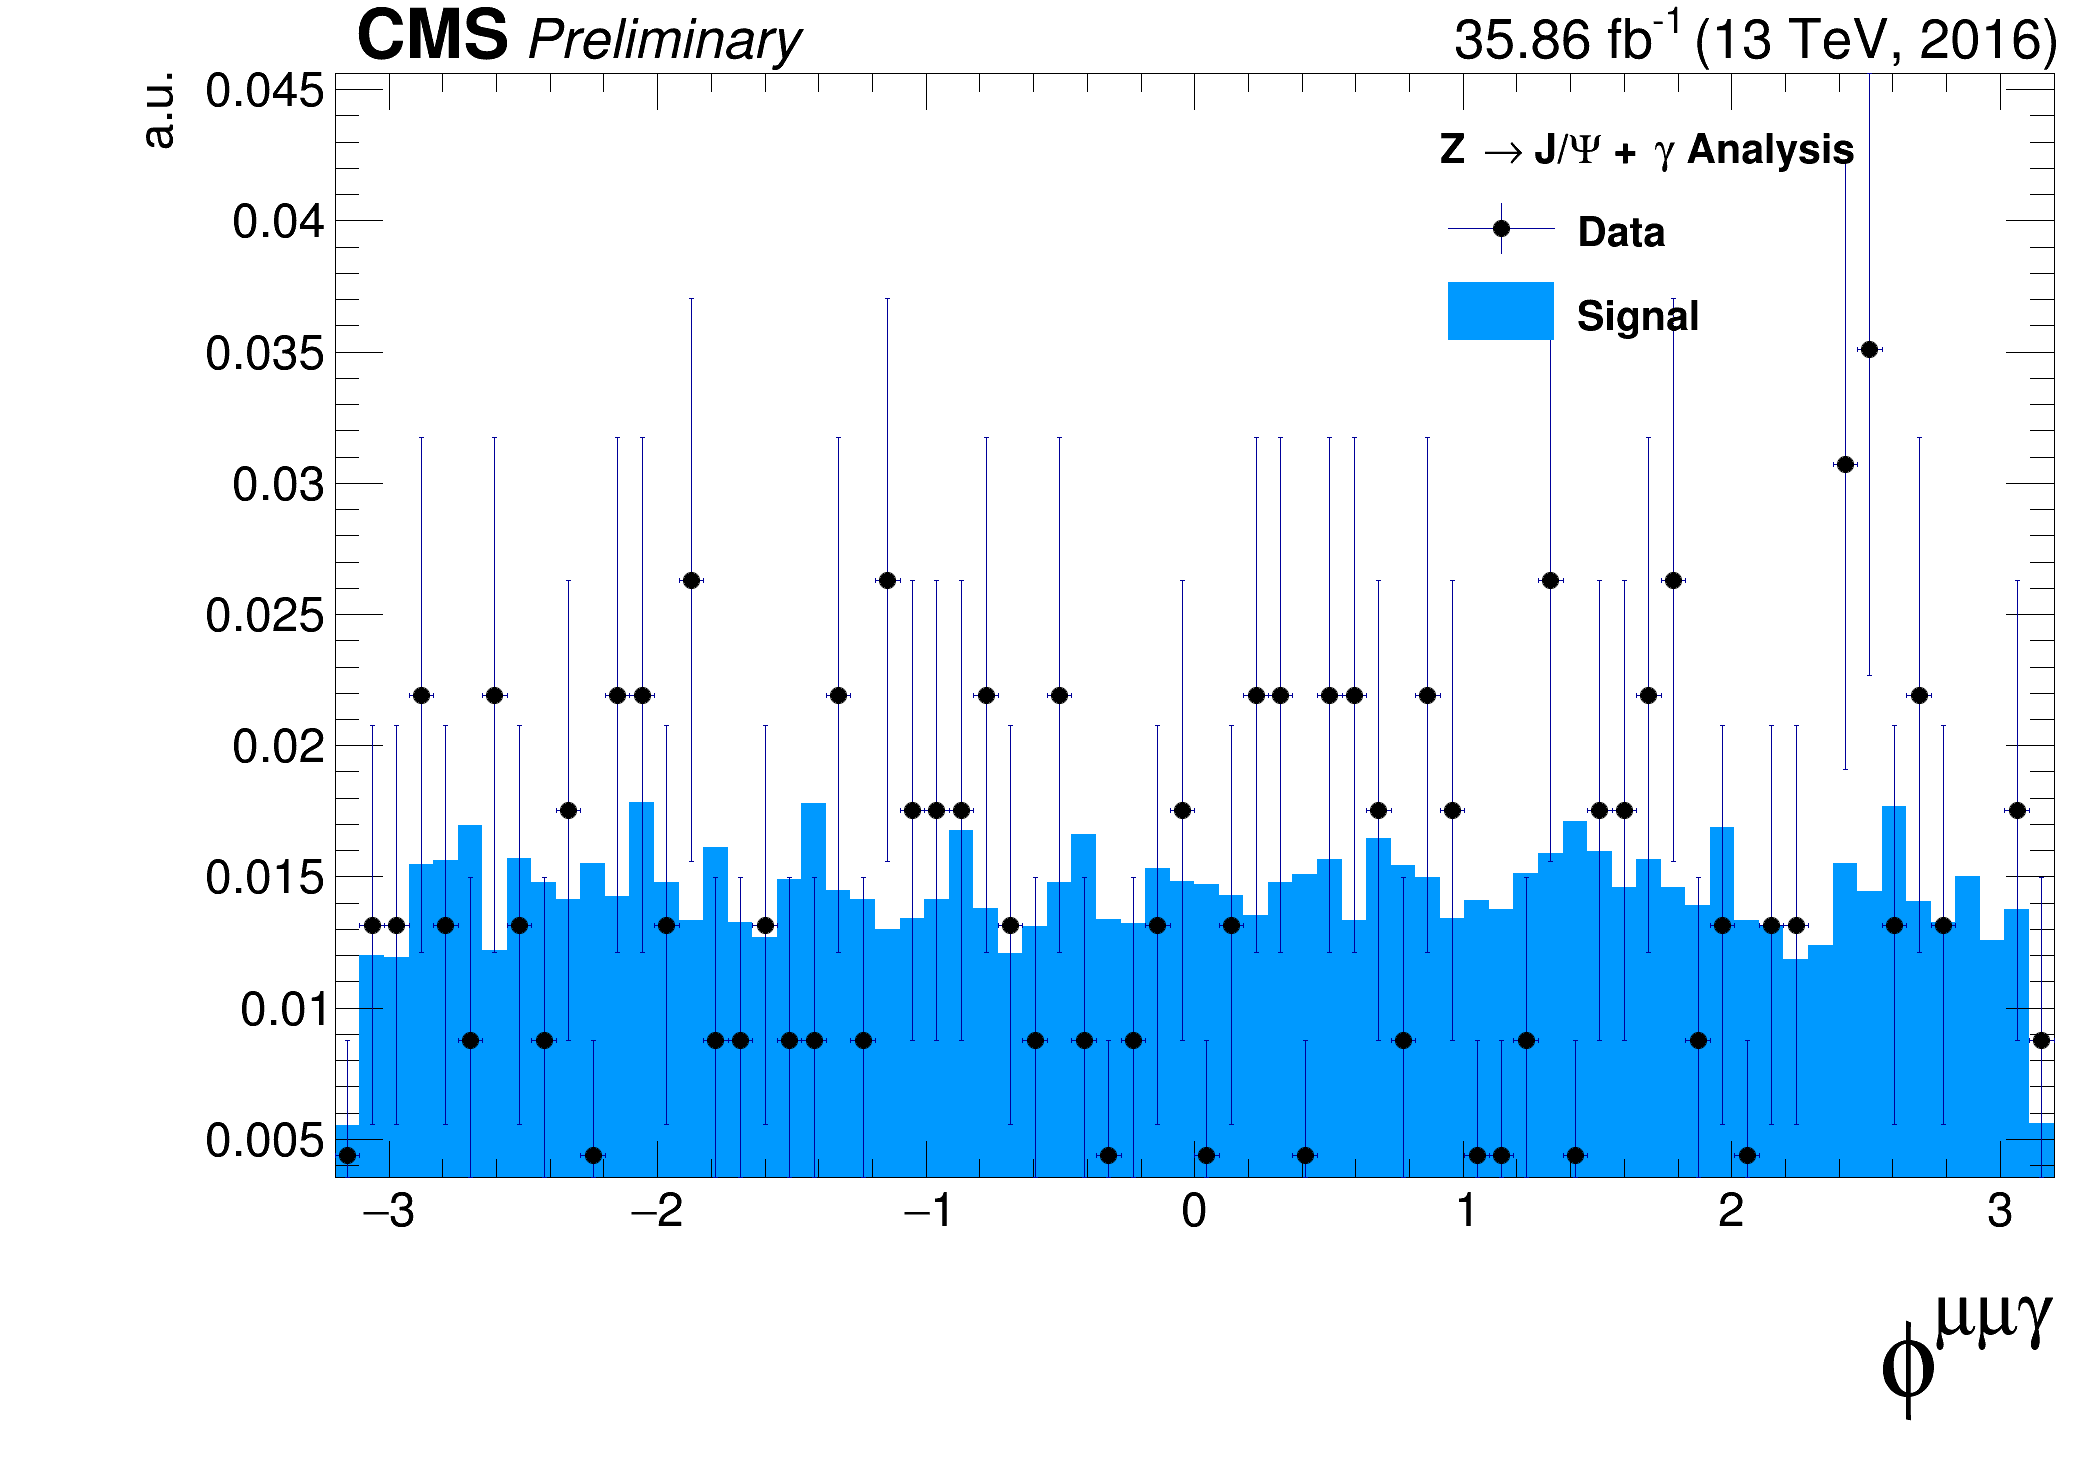 CMS Preliminary 35.86 fb⁻¹ (13 TeV, 2016)
a.u.
Z → J/Ψ + γ Analysis
Data
Signal
0.045
0.04
0.035
0.03
0.025
0.02
0.015
0.01
0.005
−3 −2 −1 0 1 2 3
ϕ^μμγ